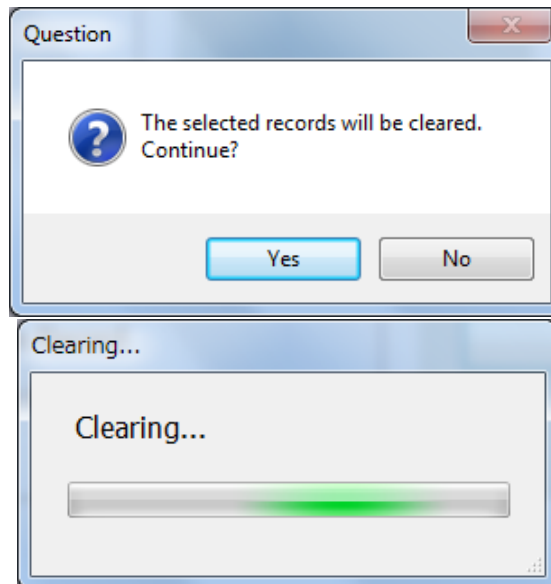 Question
The selected records will be cleared.
Continue?
Yes
No
Clearing...
Clearing...